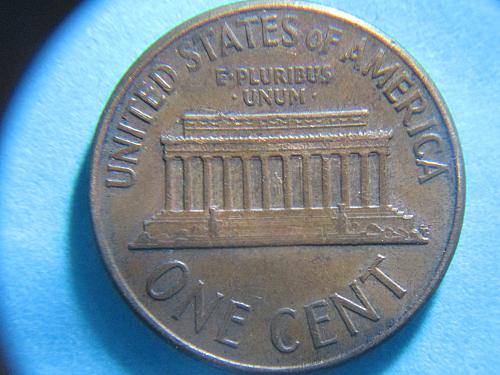 UNITED STATES OF AMERICA
E·PLURIBUS
·UNUM·
ONE CENT